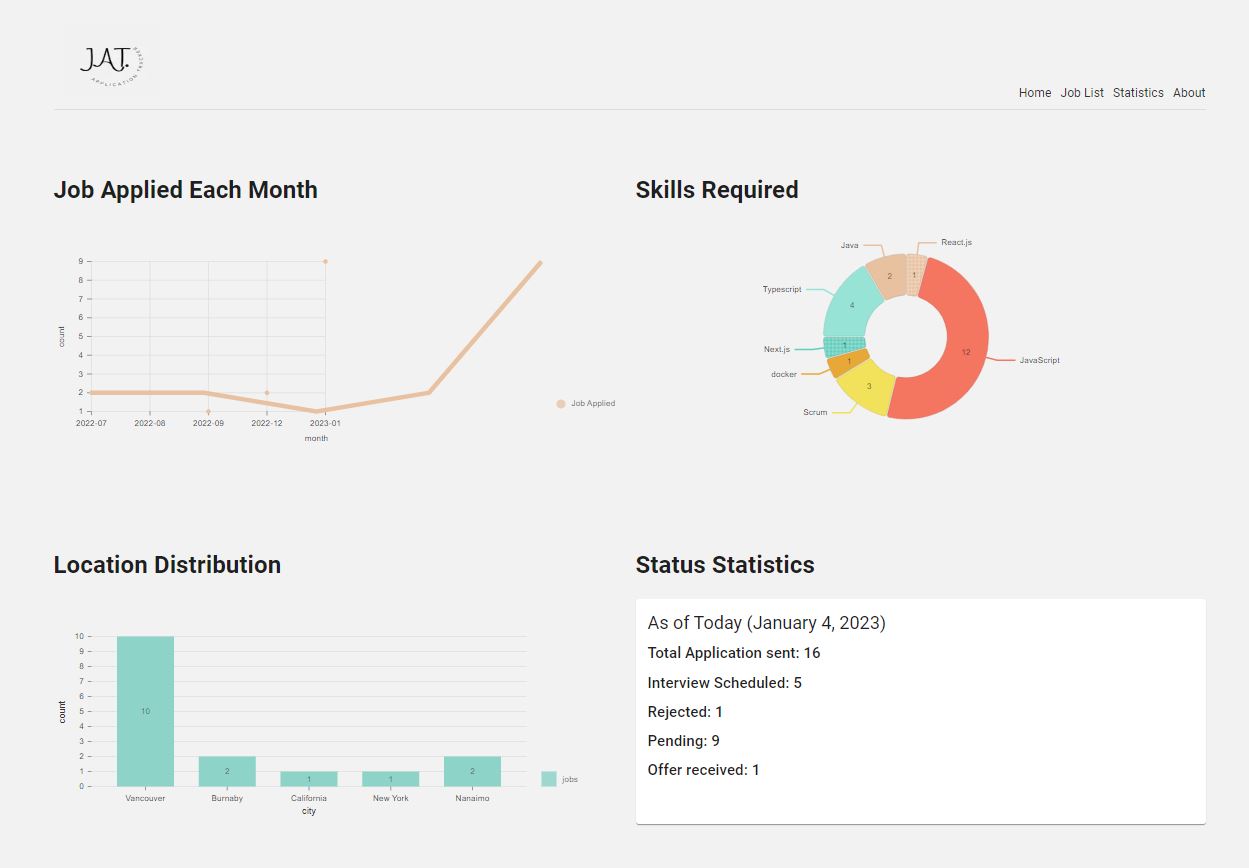 JAT.
APPLICATION TRACKER
Home Job List Statistics About
Job Applied Each Month
9
8
7
6
5
4
3
2
1
count
2022-07 2022-08 2022-09 2022-12 2023-01
month
Job Applied
Skills Required
Java
React.js
Typescript
Next.js
docker
Scrum
JavaScript
2
1
4
1
1
3
12
Location Distribution
10
9
8
7
6
5
4
3
2
1
0
count
10
2
1
1
2
Vancouver Burnaby California New York Nanaimo
city
jobs
Status Statistics
As of Today (January 4, 2023)
Total Application sent: 16
Interview Scheduled: 5
Rejected: 1
Pending: 9
Offer received: 1